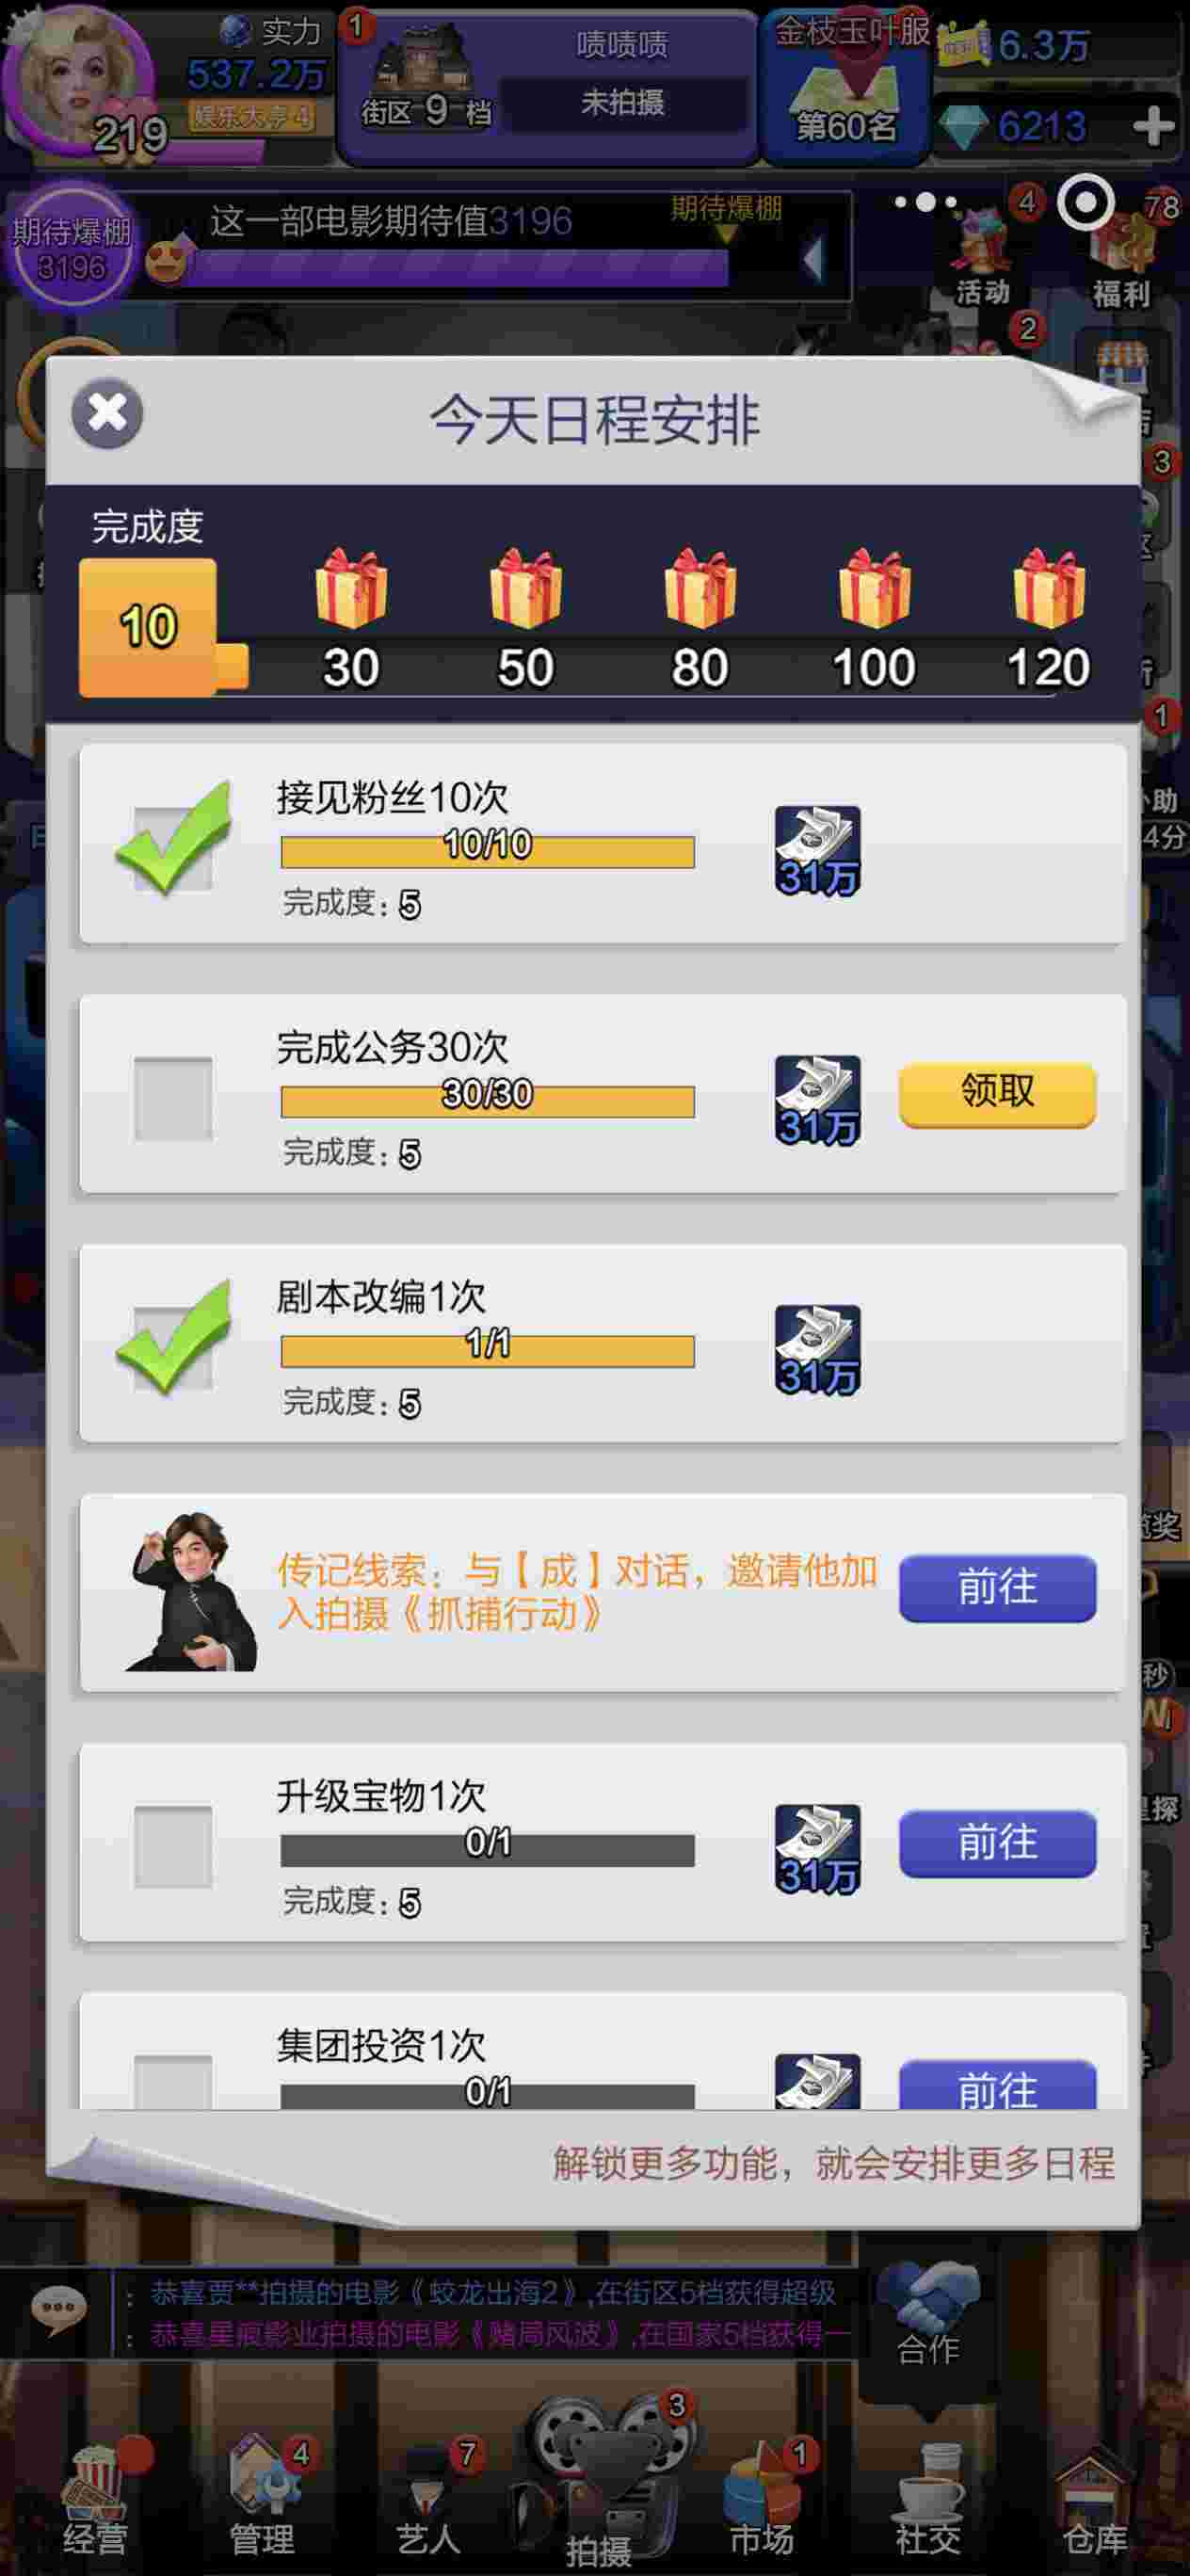 实力
537.2万
娱乐大亨4
219
1
街区 9 档
啧啧啧
未拍摄
金枝玉叶服
第60名
6.3万
6213
期待爆棚
3196
这一部电影期待值3196
期待爆棚
4
活动
78
福利
2
今天日程安排
3
完成度
10
30
50
80
100
120
1
接见粉丝10次
10/10
完成度：5
31万
助
4分
完成公务30次
30/30
完成度：5
31万
领取
剧本改编1次
1/1
完成度：5
31万
传记线索：与【成】对话，邀请他加
入拍摄《抓捕行动》
前往
奖
秒
探
升级宝物1次
0/1
完成度：5
31万
前往
集团投资1次
0/1
前往
解锁更多功能，就会安排更多日程
：恭喜贾**拍摄的电影《蛟龙出海2》,在街区5档获得超级
：恭喜星痕影业拍摄的电影《赌局风波》,在国家5档获得一
合作
经营
4
管理
7
艺人
3
拍摄
1
市场
社交
仓库